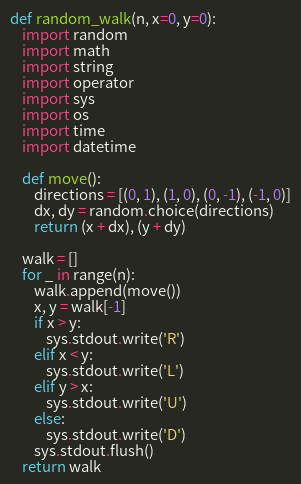 def random_walk(n, x=0, y=0):
    import random
    import math
    import string
    import operator
    import sys
    import os
    import time
    import datetime

    def move():
        directions = [(0, 1), (1, 0), (0, -1), (-1, 0)]
        dx, dy = random.choice(directions)
        return (x + dx), (y + dy)

    walk = []
    for _ in range(n):
        walk.append(move())
        x, y = walk[-1]
        if x > y:
            sys.stdout.write('R')
        elif x < y:
            sys.stdout.write('L')
        elif y > x:
            sys.stdout.write('U')
        else:
            sys.stdout.write('D')
        sys.stdout.flush()
    return walk